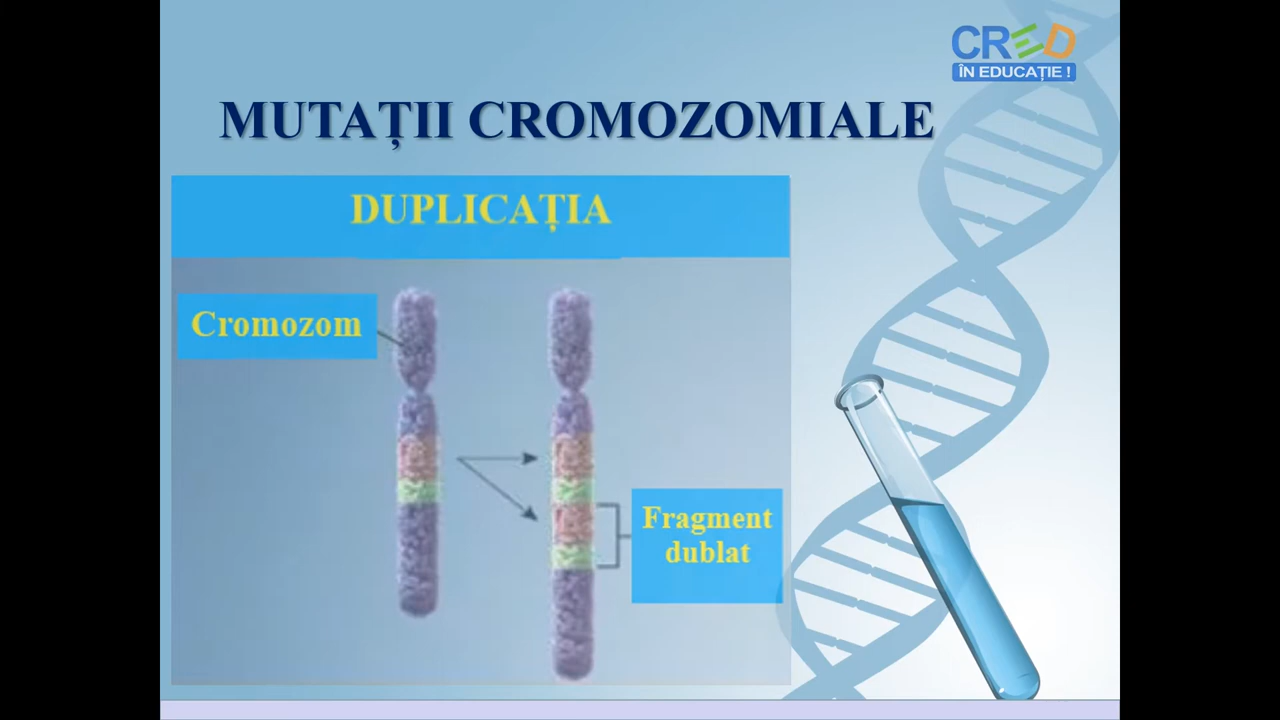 CRED
ÎN EDUCAȚIE !
MUTAȚII CROMOZOMIALE
DUPLICAȚIA
Cromozom
Fragment
dublat